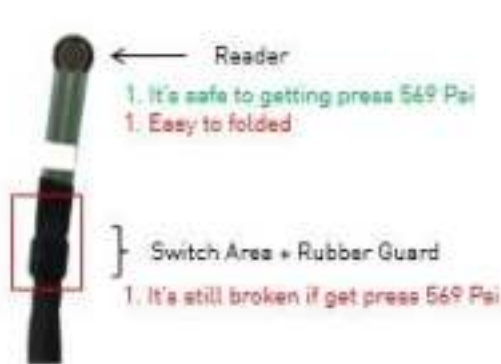 Reader
1. It's safe to getting press 569 Psi
1. Easy to folded
Switch Area + Rubber Guard
1. It's still broken if get press 569 Psi